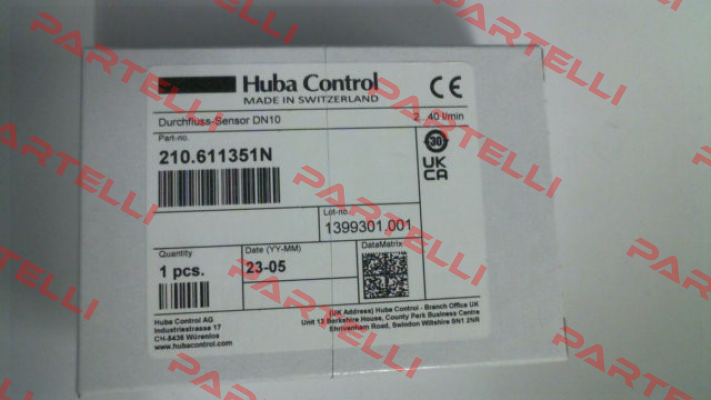 Huba Control
MADE IN SWITZERLAND
CE
Durchfluss-Sensor DN10 2...40 l/min
Part-no.
210.611351N
30
UK
CA
Lot-no.
1399301.001
Quantity
1 pcs.
Date (YY-MM)
23-05
DataMatrix
Huba Control AG
Industriestrasse 17
CH-5436 Würenlos
www.hubacontrol.com
(UK Address) Huba Control - Branch Office UK
Unit 13 Berkshire House, County Park Business Centre
Shrivenham Road, Swindon Wiltshire SN1 2NR
PARTELLI
PARTELLI
PARTELLI
PARTELLI
PARTELLI
PARTELLI
PARTELLI